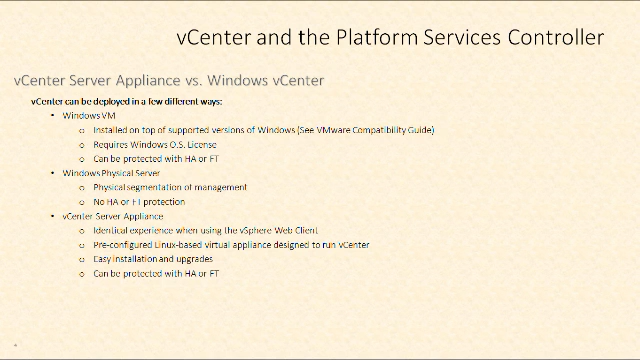 vCenter and the Platform Services Controller
vCenter Server Appliance vs. Windows vCenter
vCenter can be deployed in a few different ways:
• Windows VM
o Installed on top of supported versions of Windows (See VMware Compatibility Guide)
o Requires Windows O.S. License
o Can be protected with HA or FT
• Windows Physical Server
o Physical segmentation of management
o No HA or FT protection
• vCenter Server Appliance
o Identical experience when using the vSphere Web Client
o Pre-configured Linux-based virtual appliance designed to run vCenter
o Easy installation and upgrades
o Can be protected with HA or FT